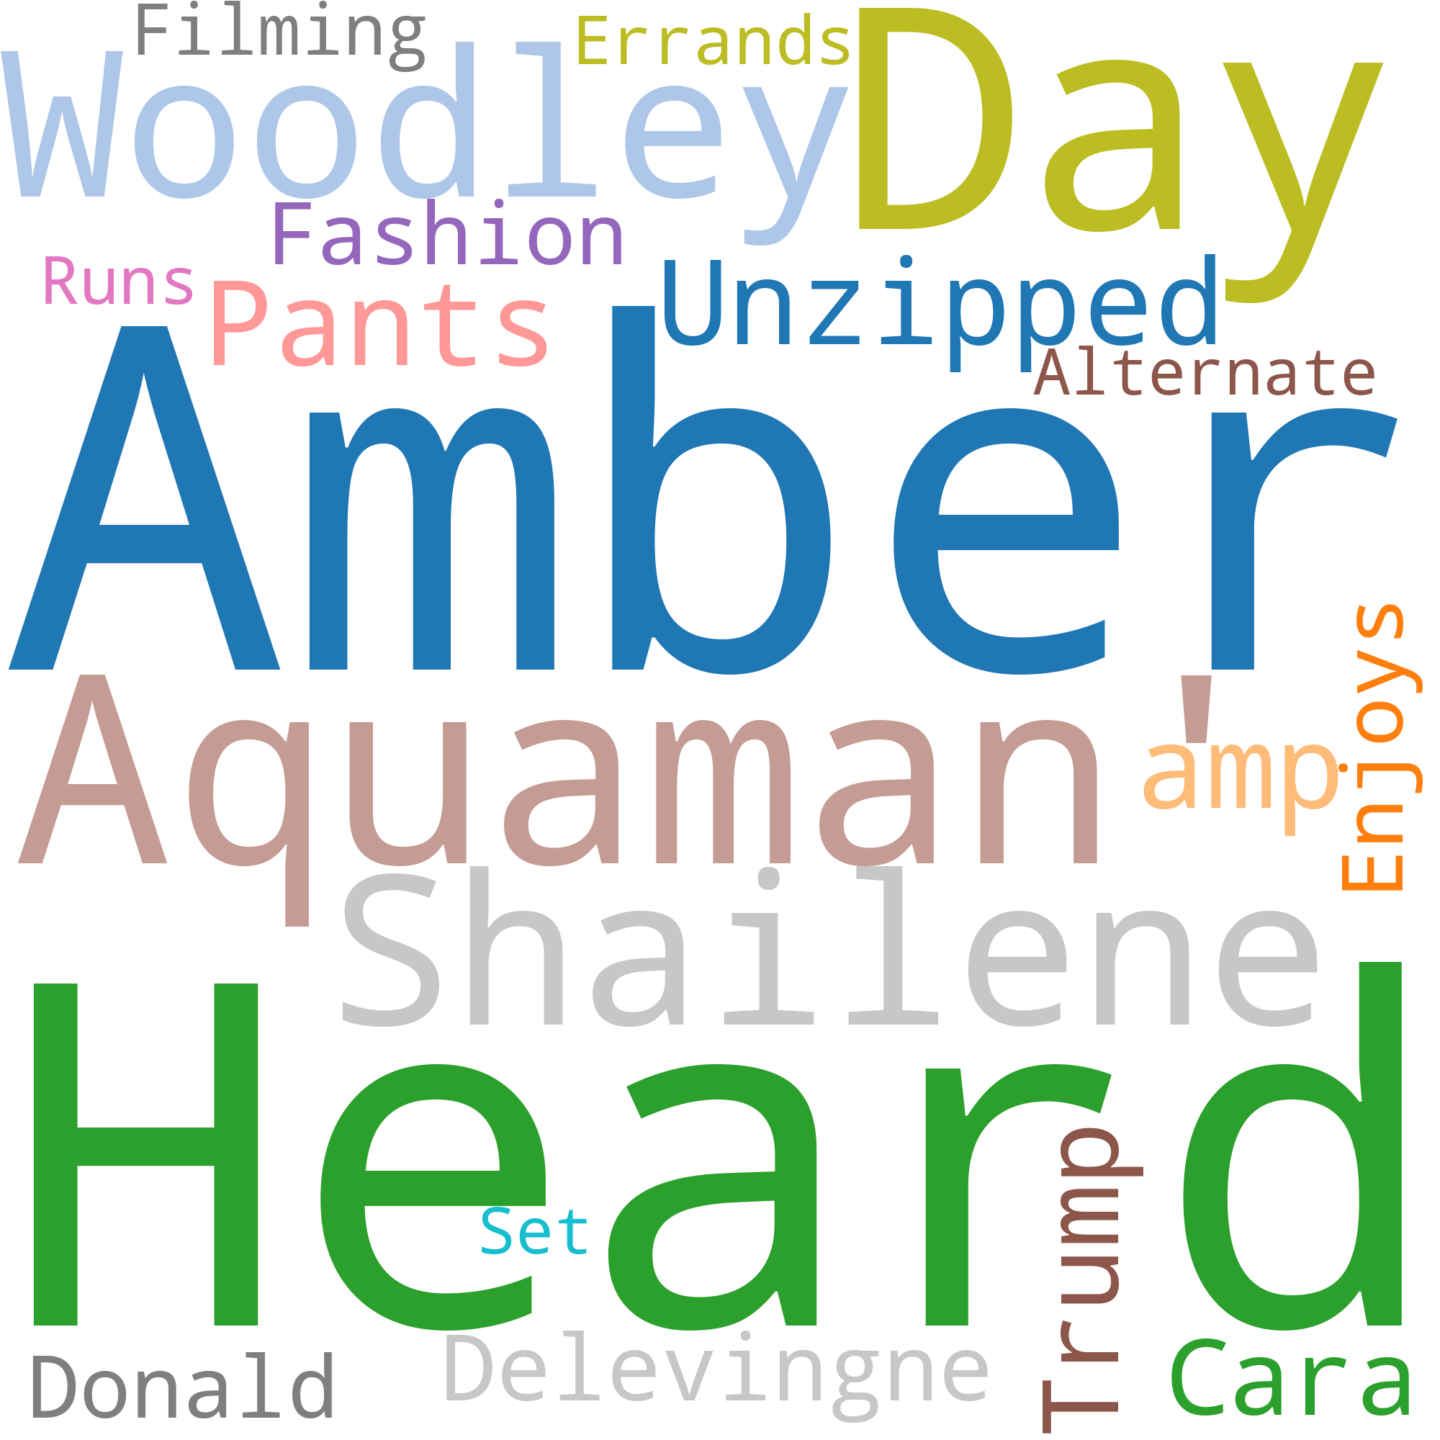 Filming
Errands
Woodley
Day
Fashion
Runs
Pants
Unzipped
Alternate
Amber
Enjoys
Aquaman'
amp
Shailene
Heard
Set
Trump
Donald
Delevingne
Cara